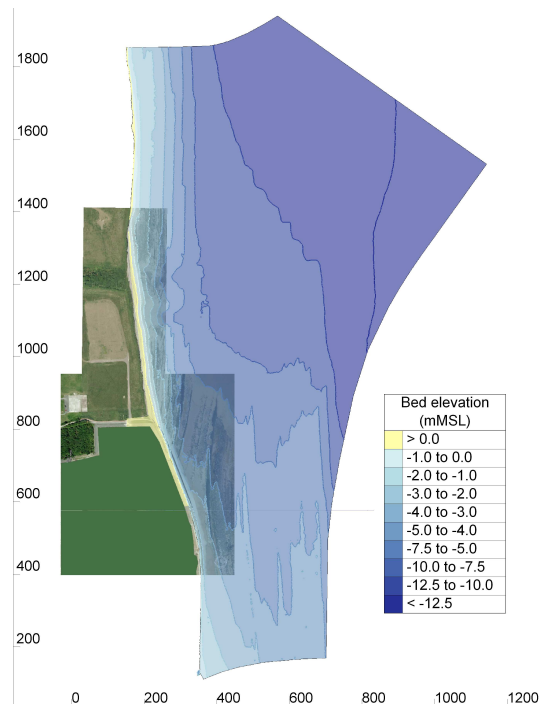 1800
1600
1400
1200
1000
800
600
400
200
0 200 400 600 800 1000 1200
Bed elevation
(mMSL)
> 0.0
-1.0 to 0.0
-2.0 to -1.0
-3.0 to -2.0
-4.0 to -3.0
-5.0 to -4.0
-7.5 to -5.0
-10.0 to -7.5
-12.5 to -10.0
< -12.5